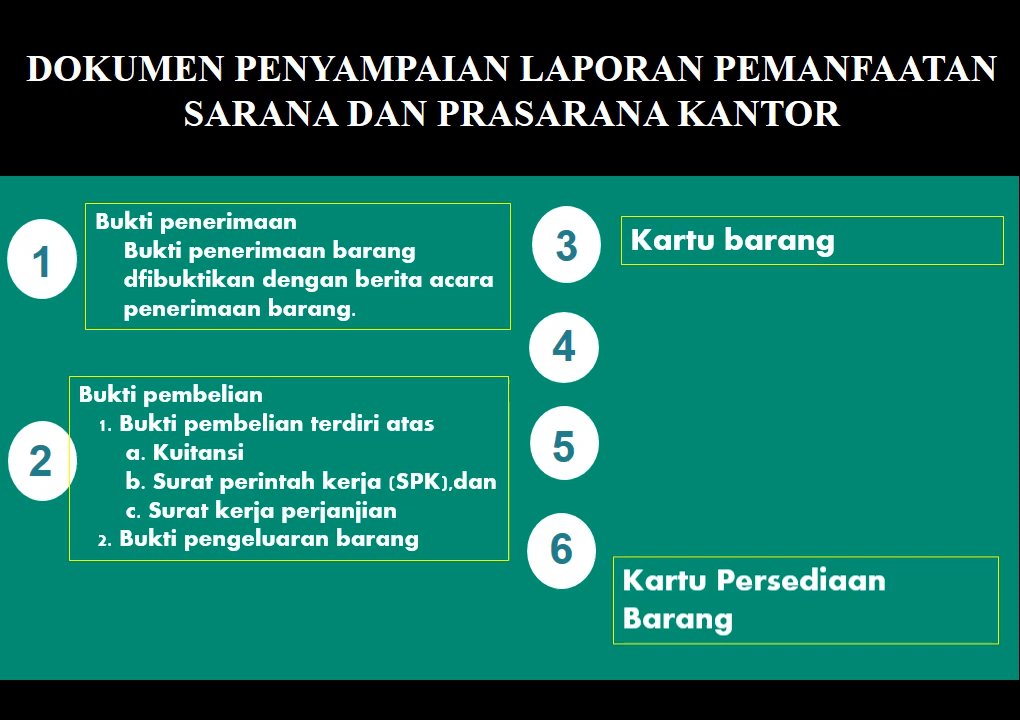 DOKUMEN PENYAMPAIAN LAPORAN PEMANFAATAN
SARANA DAN PRASARANA KANTOR
1
Bukti penerimaan
Bukti penerimaan barang
dfibuktikan dengan berita acara
penerimaan barang.
2
Bukti pembelian
1. Bukti pembelian terdiri atas
a. Kuitansi
b. Surat perintah kerja (SPK),dan
c. Surat kerja perjanjian
2. Bukti pengeluaran barang
3
Kartu barang
4
5
6
Kartu Persediaan
Barang